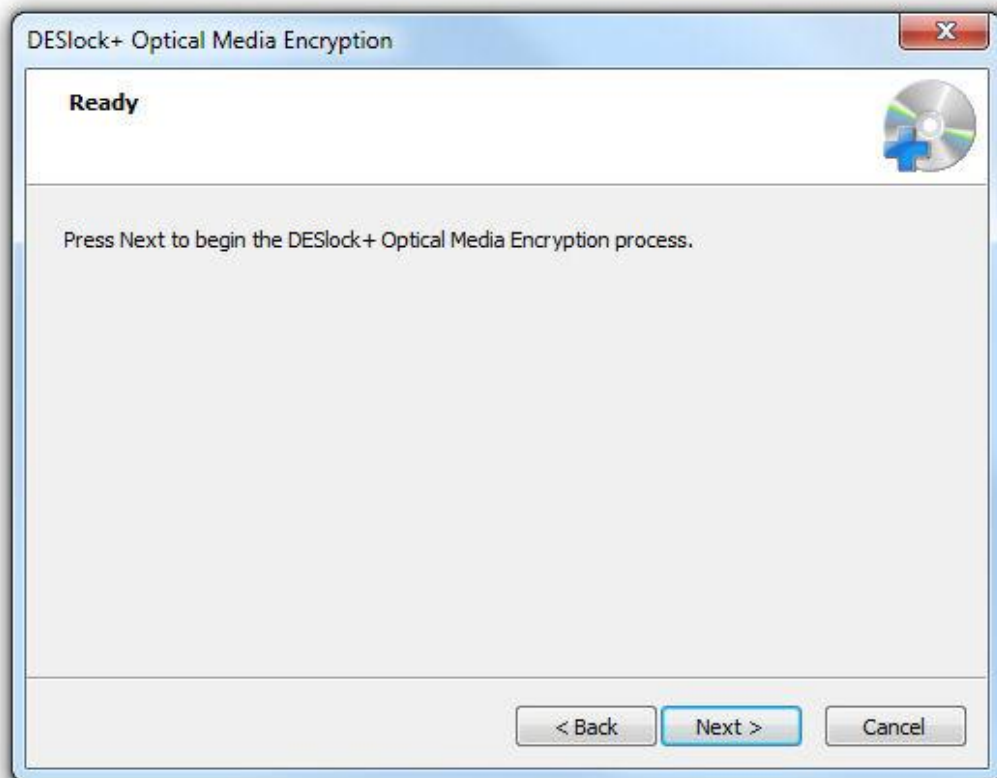 DESlock+ Optical Media Encryption
X
Ready
Press Next to begin the DESlock+ Optical Media Encryption process.
< Back Next > Cancel